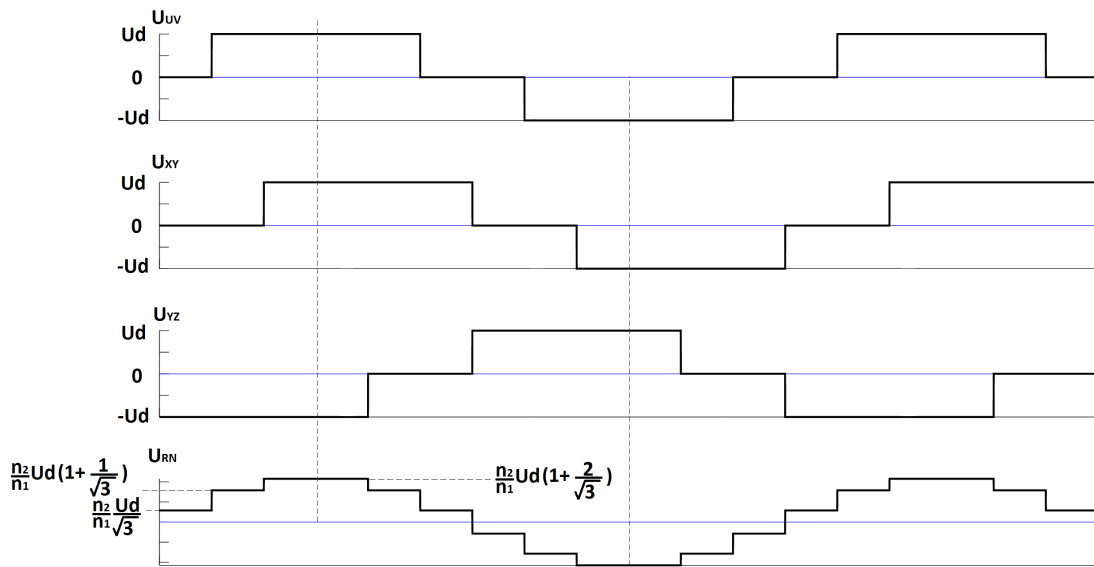 UUV
Ud
0
-Ud
UXY
Ud
0
-Ud
UYZ
Ud
0
-Ud
URN
n2/n1 Ud(1+1/√3)
n2/n1 Ud(1+2/√3)
n2/n1 Ud/√3